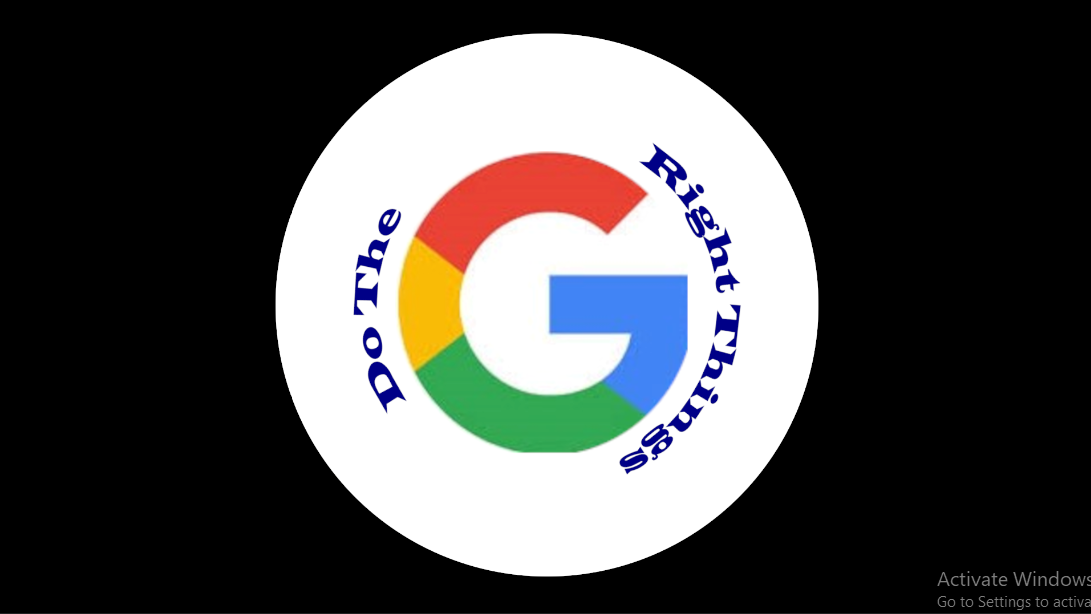 Do The
Right Things
Activate Windows
Go to Settings to activa